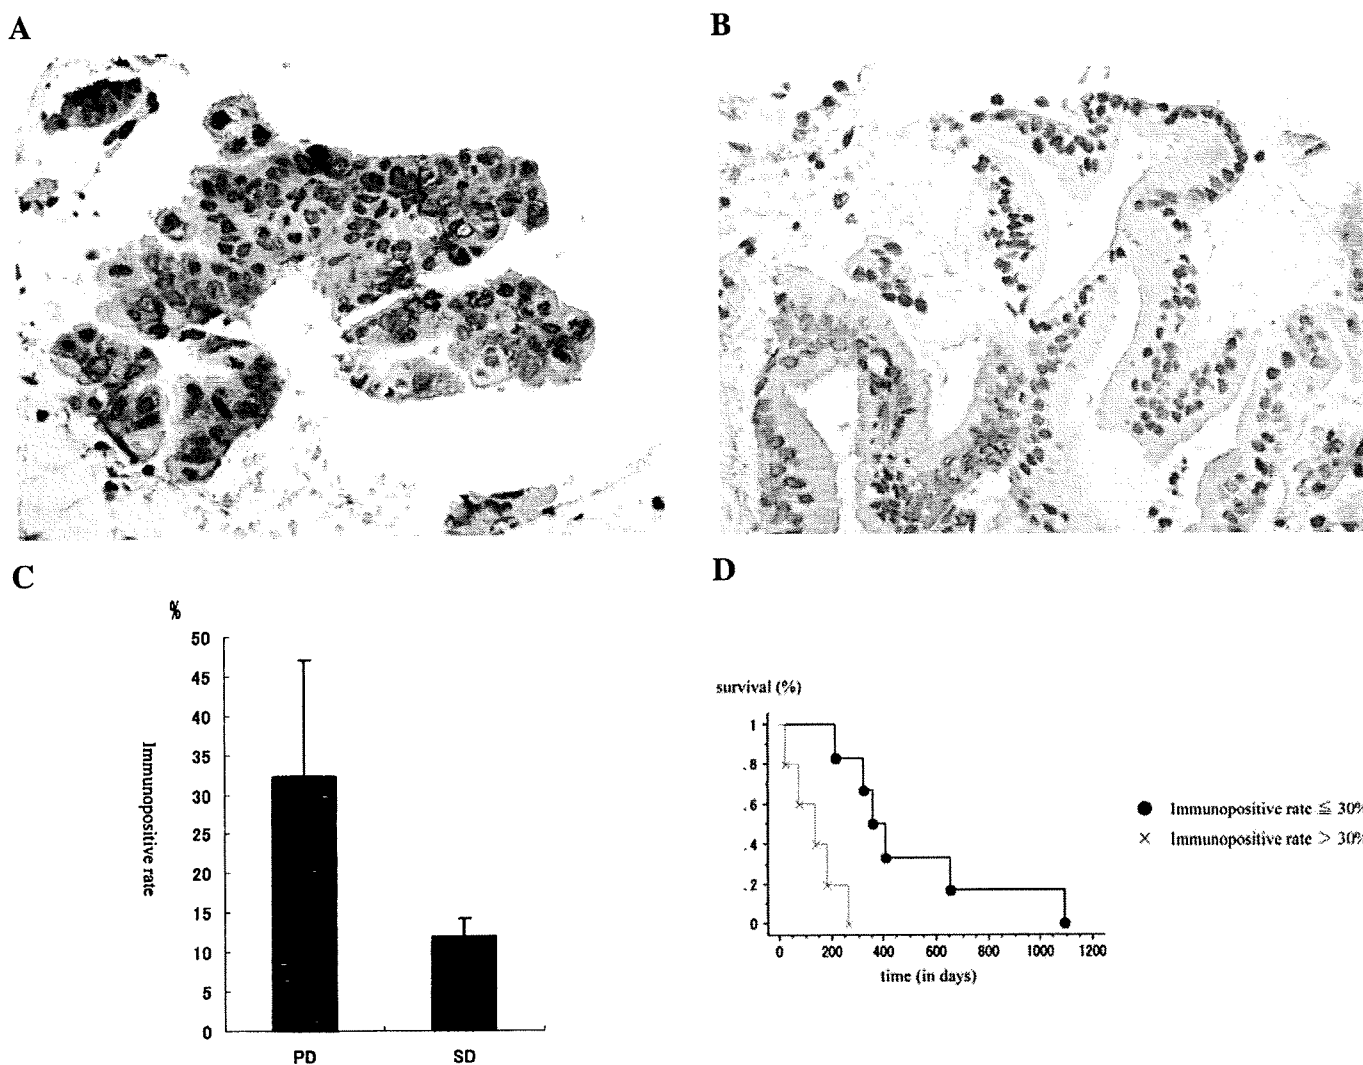 A
B
C
%
50
45
40
35
30
25
20
15
10
5
0
Immunopositive rate
PD
SD
D
survival (%)
1
.8
.6
.4
.2
0
0 200 400 600 800 1000 1200
time (in days)
Immunopositive rate ≦ 30%
Immunopositive rate > 30%